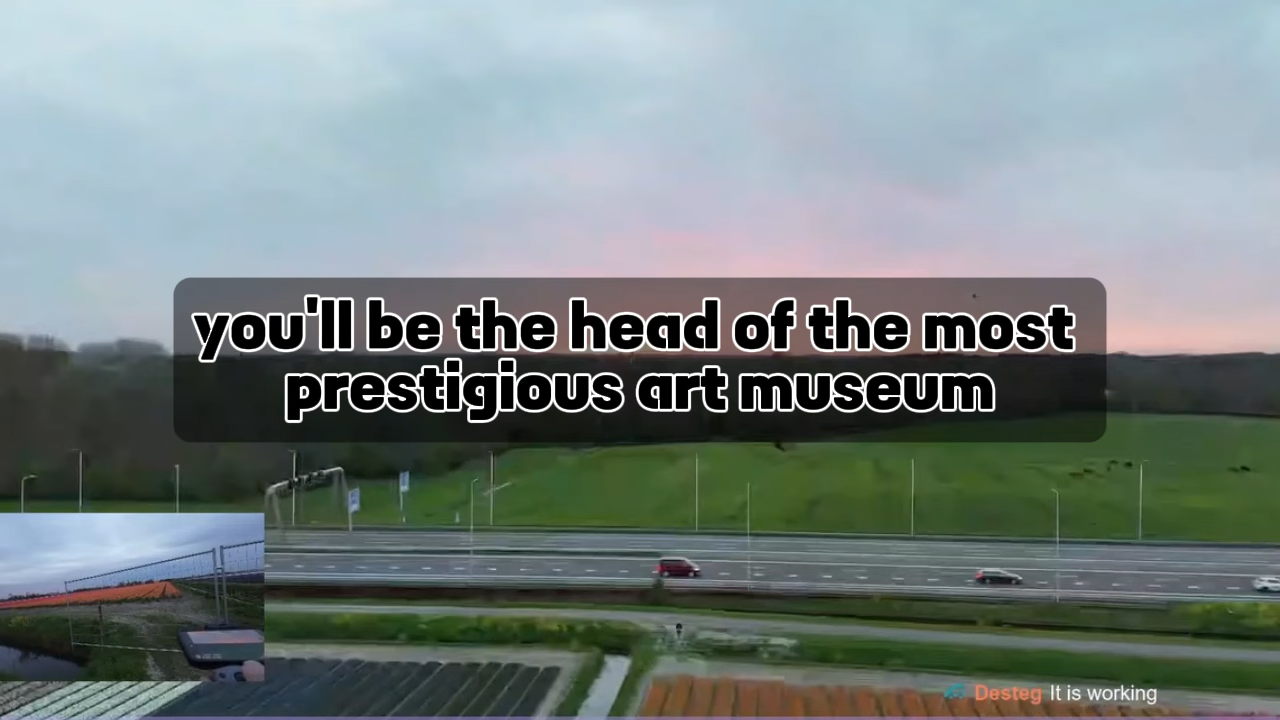 you'll be the head of the most
prestigious art museum
Desteg It is working